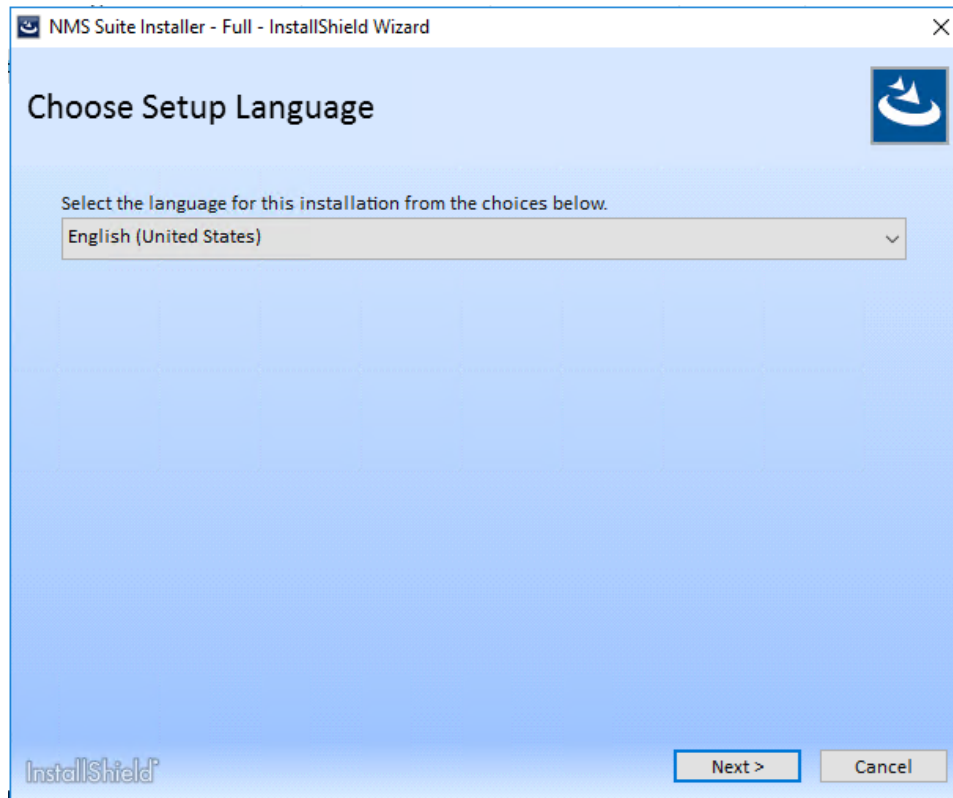 NMS Suite Installer - Full - InstallShield Wizard
Choose Setup Language
Select the language for this installation from the choices below.
English (United States)
InstallShield
Next >
Cancel